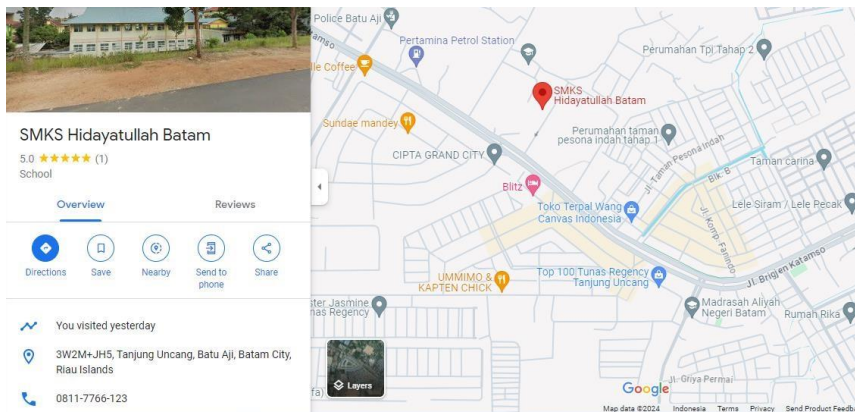 SMKS Hidayatullah Batam
5.0 ★★★★★ (1)
School
Overview
Reviews
Directions
Save
Nearby
Send to
phone
Share
You visited yesterday
3W2M+JH5, Tanjung Uncang, Batu Aji, Batam City,
Riau Islands
0811-7766-123
Police Batu Aji
Pertamina Petrol Station
Perumahan Tpi Tahap 2
Coffee
SMKS
Hidayatullah Batam
Sundae mandey
Perumahan taman
pesona indah tahap 1
CIPTA GRAND CITY
Jl. Taman Pesona Indah
Blk. B
Taman carina
Blitz
Toko Terpal Wang
Canvas Indonesia
Lele Siram / Lele Pecak
Jl. Komp. Fanindo
Jl. Brigjen Katamso
UMMIMO &
KAPTEN CHICK
Top 100 Tunas Regency
Tanjung Uncang
Jasmine
Regency
Madrasah Aliyah
Negeri Batam
Rumah Rika
Layers
Google
Jl. Griya Permai
Map data ©2024
Indonesia
Terms
Privacy
Send Product Feedb